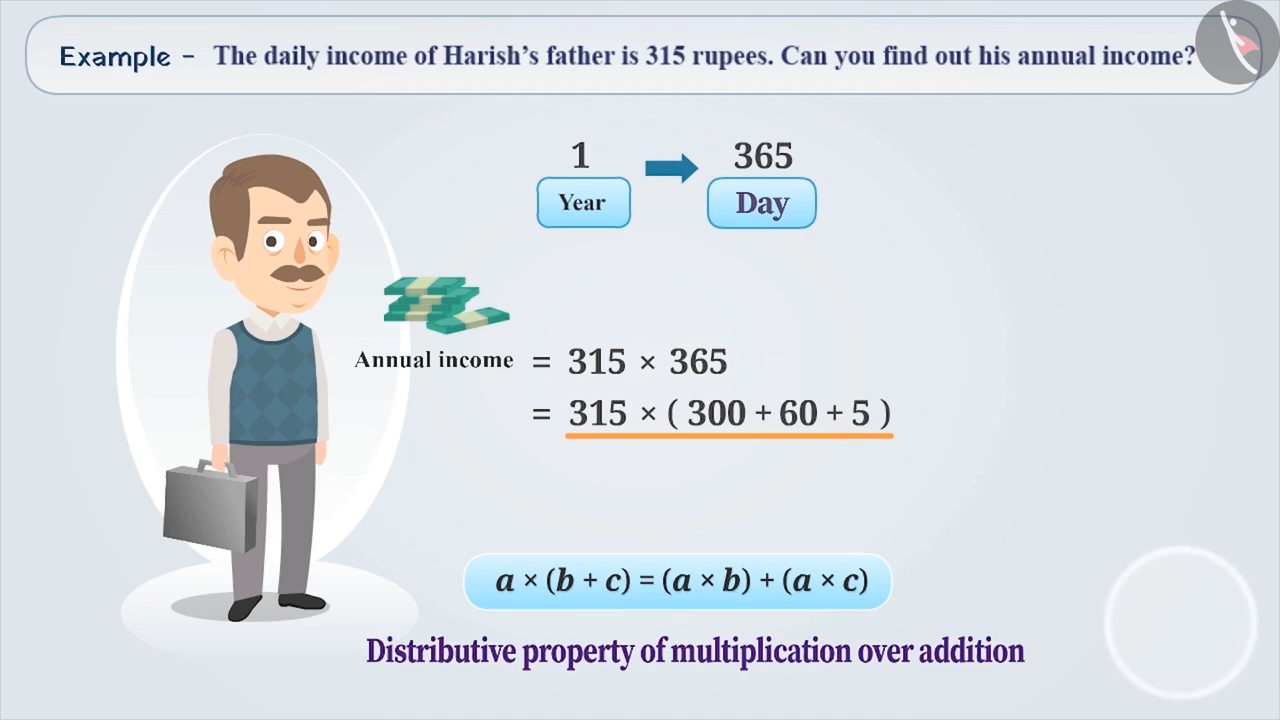 Example - The daily income of Harish's father is 315 rupees. Can you find out his annual income?
1 365
Year Day
Annual income = 315 × 365
= 315 × ( 300 + 60 + 5 )
a × (b + c) = (a × b) + (a × c)
Distributive property of multiplication over addition